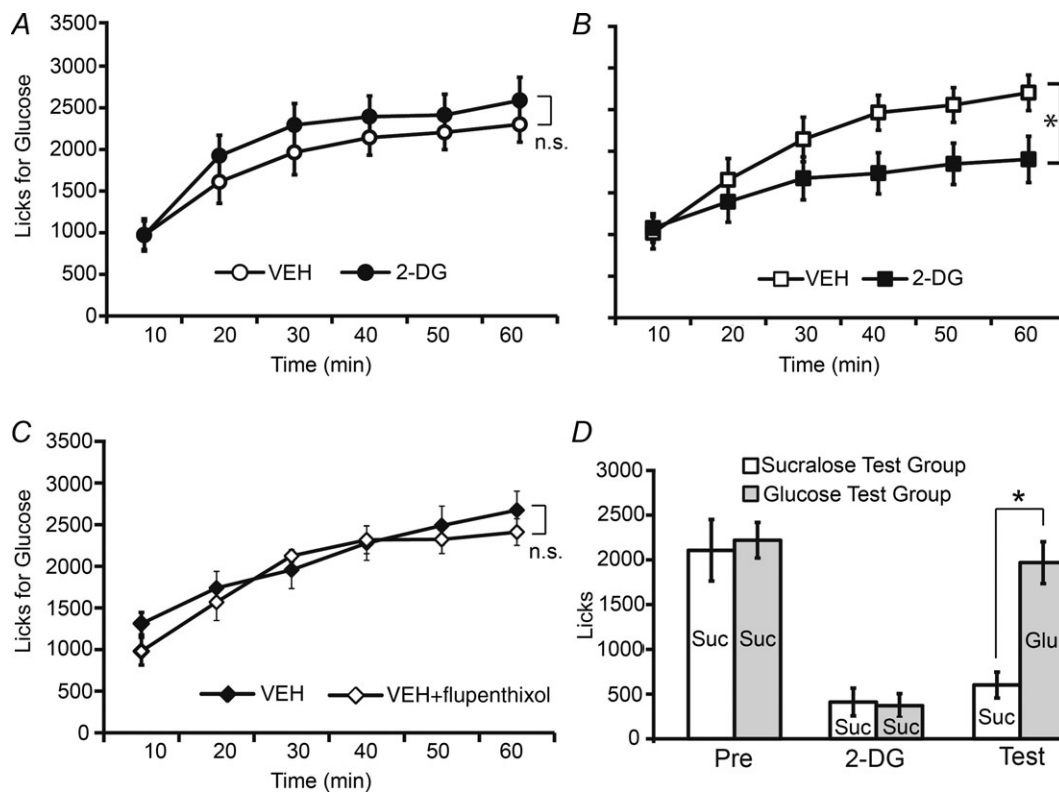 A
3500
3000
2500
2000
1500
1000
500
0
Licks for Glucose
n.s.
VEH
2-DG
10 20 30 40 50 60
Time (min)
B
*
VEH
2-DG
10 20 30 40 50 60
Time (min)
C
3500
3000
2500
2000
1500
1000
500
0
Licks for Glucose
n.s.
VEH
VEH+flupenthixol
10 20 30 40 50 60
Time (min)
D
3000
2500
2000
1500
1000
500
0
Licks
Sucralose Test Group
Glucose Test Group
*
Suc Suc
Suc Suc
Suc Glu
Pre 2-DG Test